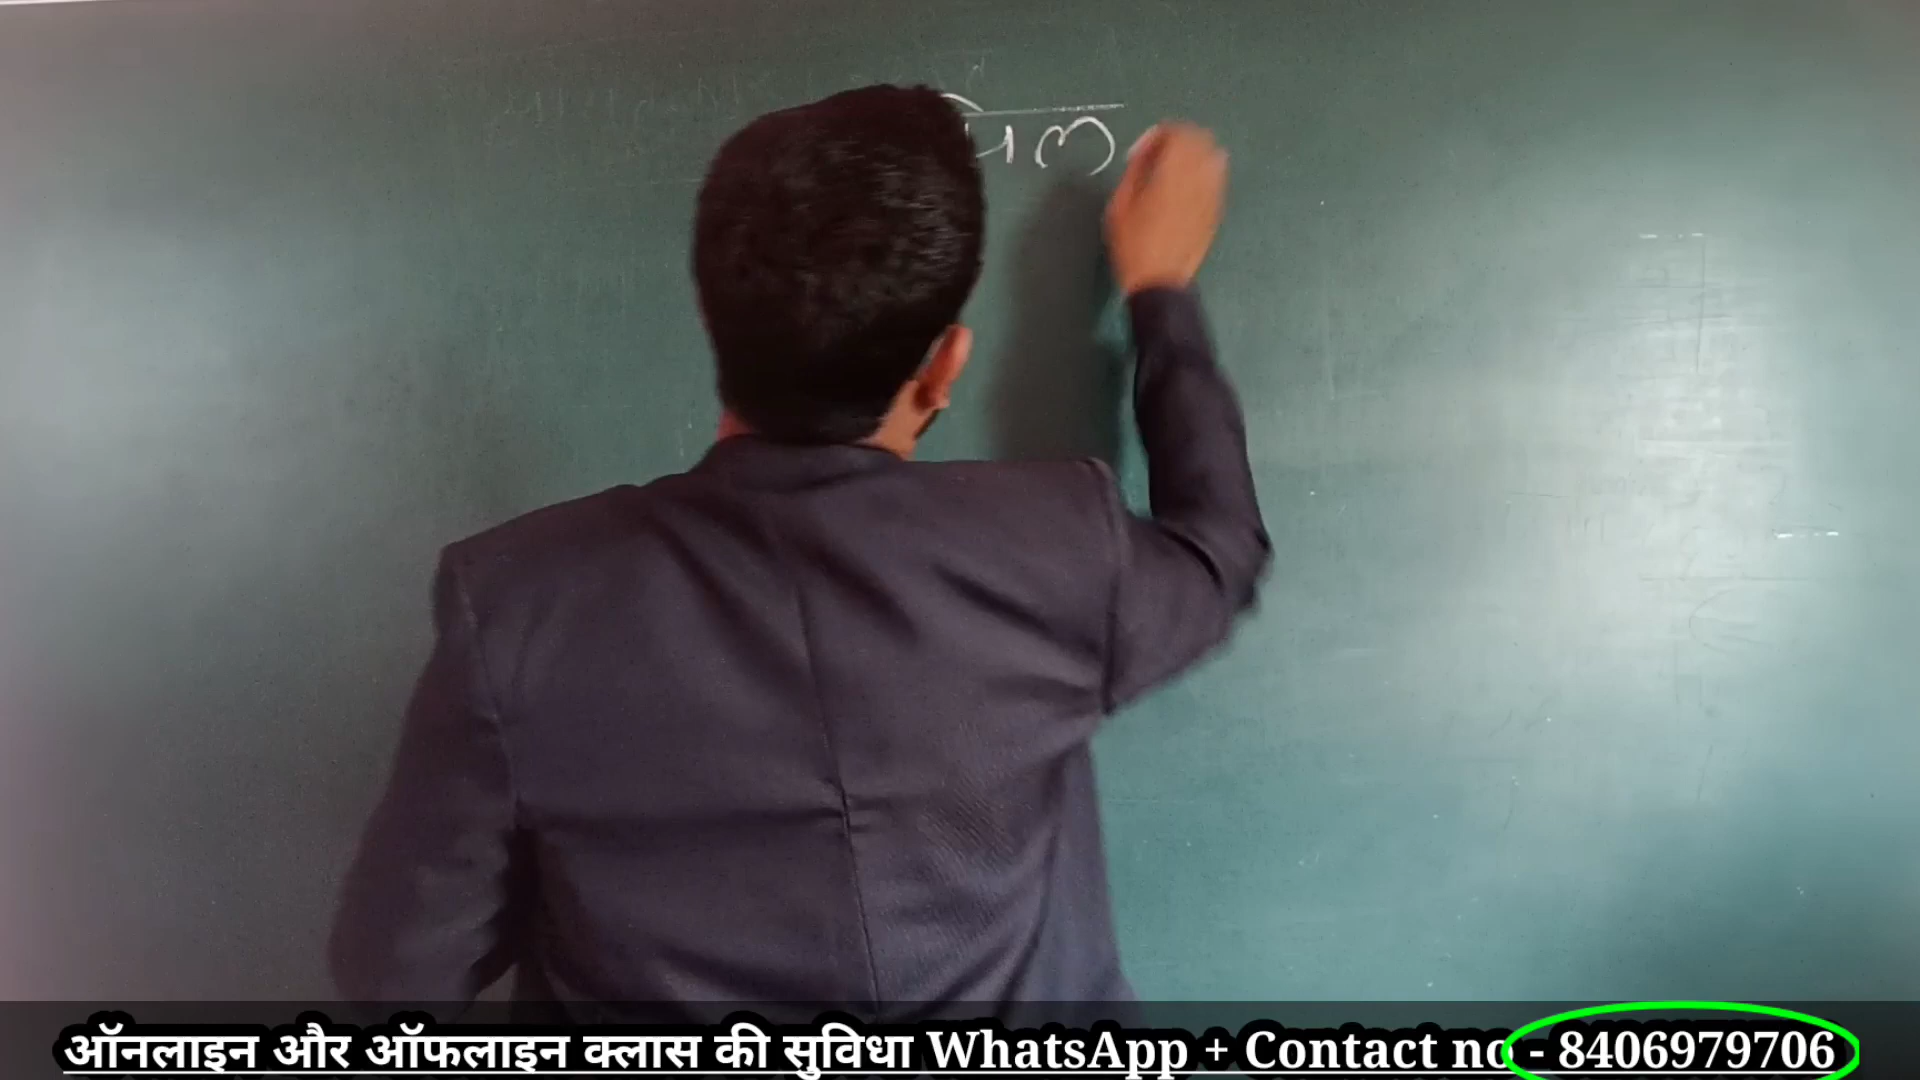 ऑनलाइन और ऑफलाइन क्लास की सुविधा WhatsApp + Contact no - 8406979706